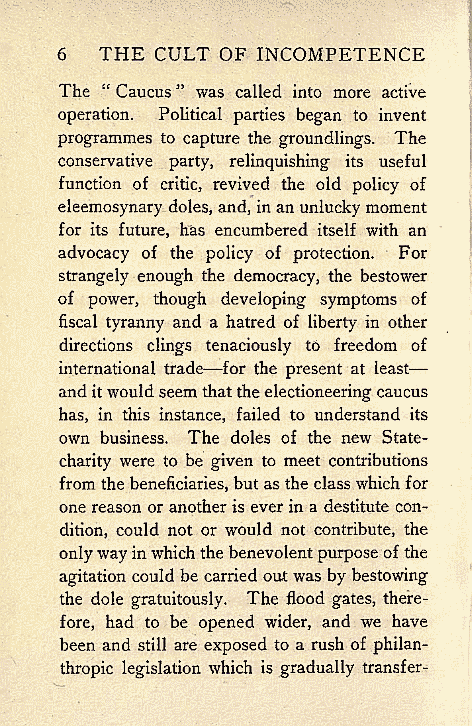 6 THE CULT OF INCOMPETENCE
The “ Caucus ” was called into more active
operation. Political parties began to invent
programmes to capture the groundlings. The
conservative party, relinquishing its useful
function of critic, revived the old policy of
eleemosynary doles, and, in an unlucky moment
for its future, has encumbered itself with an
advocacy of the policy of protection. For
strangely enough the democracy, the bestower
of power, though developing symptoms of
fiscal tyranny and a hatred of liberty in other
directions clings tenaciously to freedom of
international trade—for the present at least—
and it would seem that the electioneering caucus
has, in this instance, failed to understand its
own business. The doles of the new State-
charity were to be given to meet contributions
from the beneficiaries, but as the class which for
one reason or another is ever in a destitute con-
dition, could not or would not contribute, the
only way in which the benevolent purpose of the
agitation could be carried out was by bestowing
the dole gratuitously. The flood gates, there-
fore, had to be opened wider, and we have
been and still are exposed to a rush of philan-
thropic legislation which is gradually transfer-